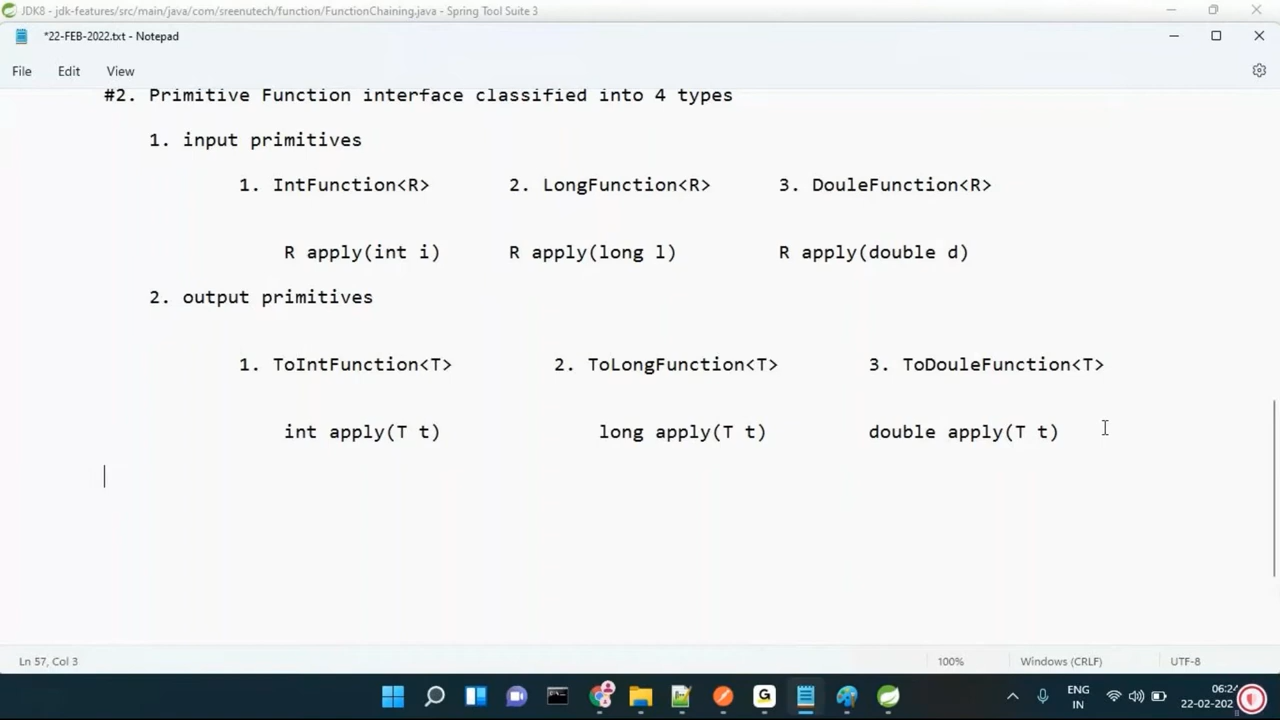 JDK8 - jdk-features/src/main/java/com/sreenutech/function/FunctionChaining.java - Spring Tool Suite 3
*22-FEB-2022.txt - Notepad
File Edit View
#2. Primitive Function interface classified into 4 types
1. input primitives
1. IntFunction<R> 2. LongFunction<R> 3. DouleFunction<R>
R apply(int i) R apply(long l) R apply(double d)
2. output primitives
1. ToIntFunction<T> 2. ToLongFunction<T> 3. ToDouleFunction<T>
int apply(T t) long apply(T t) double apply(T t)
Ln 57, Col 3 100% Windows (CRLF) UTF-8
ENG
IN
06:24
22-02-202